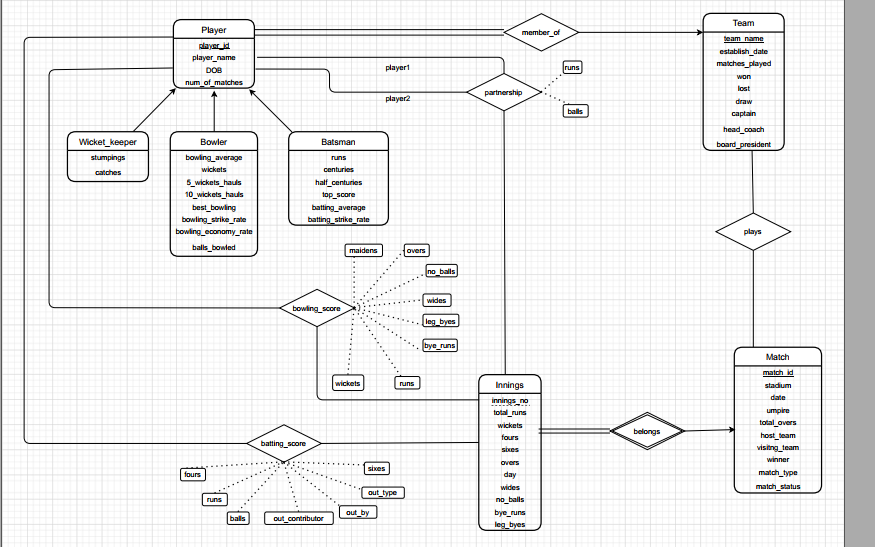 Player
player_id
player_name
DOB
num_of_matches
member_of
Team
team_name
establish_date
matches_played
won
lost
draw
captain
head_coach
board_president
player1
player2
partnership
runs
balls
Wicket_keeper
stumpings
catches
Bowler
bowling_average
wickets
5_wickets_hauls
10_wickets_hauls
best_bowling
bowling_strike_rate
bowling_economy_rate
balls_bowled
Batsman
runs
centuries
half_centuries
top_score
batting_average
batting_strike_rate
plays
bowling_score
maidens
overs
no_balls
wides
leg_byes
bye_runs
wickets
runs
Innings
innings_no
total_runs
wickets
fours
sixes
overs
day
wides
no_balls
bye_runs
leg_byes
belongs
Match
match_id
stadium
date
umpire
total_overs
host_team
visitng_team
winner
match_type
match_status
batting_score
fours
runs
balls
out_contributor
out_by
out_type
sixes